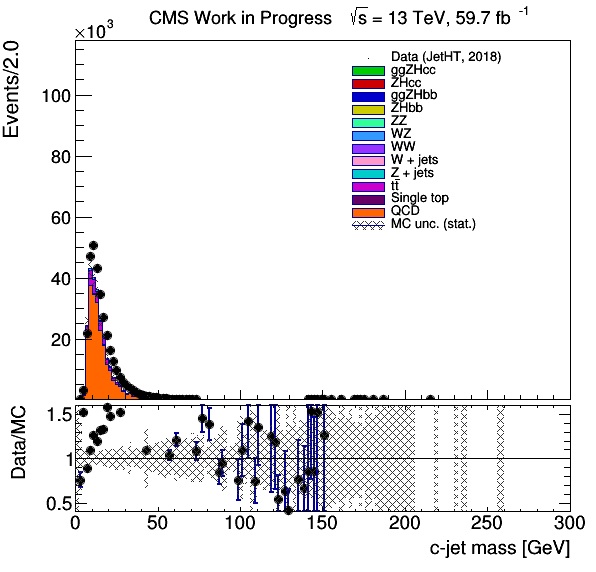 CMS Work in Progress √s = 13 TeV, 59.7 fb⁻¹
×10³
Events/2.0
100
80
60
40
20
Data (JetHT, 2018)
ggZHcc
ZHcc
ggZHbb
ZHbb
ZZ
WZ
WW
W + jets
Z + jets
tt̄
Single top
QCD
MC unc. (stat.)
Data/MC
1.5
1
0.5
0 50 100 150 200 250 300
c-jet mass [GeV]